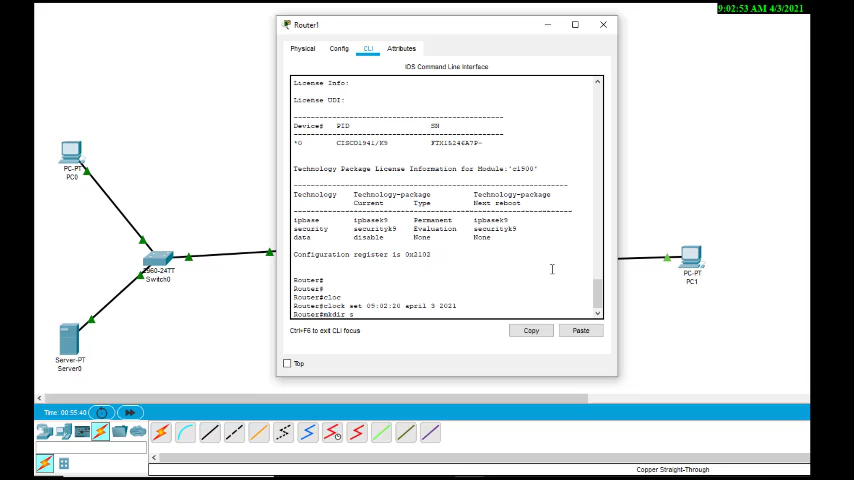 9:02:53 AM 4/3/2021
Router1
Physical
Config
CLI
Attributes
IOS Command Line Interface
License Info:
License UDI:
-------------------------------------------------
Device# PID SN
-------------------------------------------------
*0 CISCO1941/K9 FTX15246A7P-
Technology Package License Information for Module:'c1900'
----------------------------------------------------------------
Technology Technology-package Technology-package
Current Type Next reboot
-----------------------------------------------------------------
ipbase ipbasek9 Permanent ipbasek9
security securityk9 Evaluation securityk9
data disable None None
Configuration register is 0x2102
Router#
Router#
Router#cloc
Router#clock set 09:02:20 april 3 2021
Router#mkdir s
Ctrl+F6 to exit CLI focus
Copy
Paste
Top
PC-PT
PC0
2960-24TT
Switch0
Server-PT
Server0
PC-PT
PC1
Time: 00:55:40
Copper Straight-Through